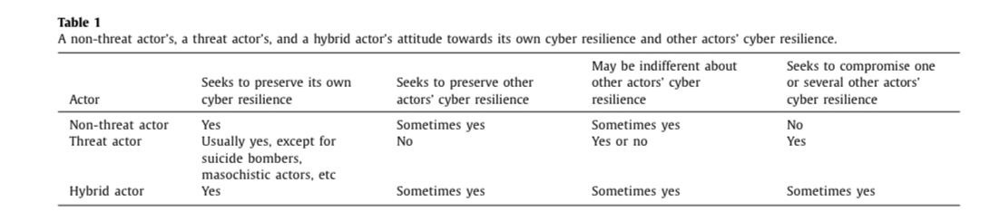 Table 1
A non-threat actor's, a threat actor's, and a hybrid actor's attitude towards its own cyber resilience and other actors' cyber resilience.
Actor Seeks to preserve its own cyber resilience Seeks to preserve other actors' cyber resilience May be indifferent about other actors' cyber resilience Seeks to compromise one or several other actors' cyber resilience
Non-threat actor Yes Sometimes yes Sometimes yes No
Threat actor Usually yes, except for suicide bombers, masochistic actors, etc No Yes or no Yes
Hybrid actor Yes Sometimes yes Sometimes yes Sometimes yes